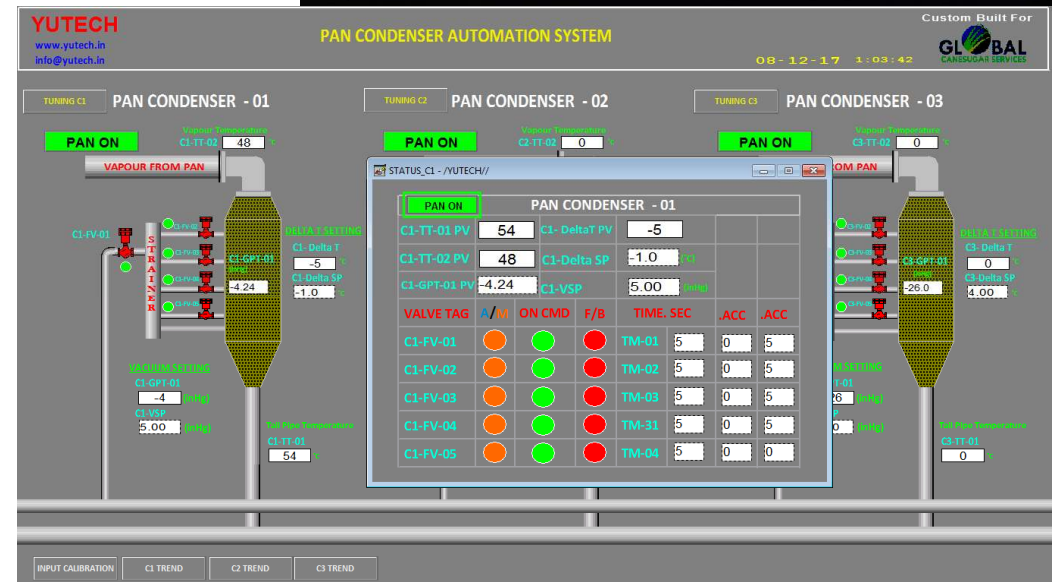 YUTECH
www.yutech.in
info@yutech.in
PAN CONDENSER AUTOMATION SYSTEM
Custom Built For
GLOBAL
CANESUGAR SERVICES
08-12-17 1:03:42
TUNING C1
PAN CONDENSER - 01
TUNING C2
PAN CONDENSER - 02
TUNING C3
PAN CONDENSER - 03
PAN ON
Vapour Temperature
C1-TT-02 48 °C
PAN ON
Vapour Temperature
C2-TT-02 0 °C
PAN ON
Vapour Temperature
C3-TT-02 0 °C
VAPOUR FROM PAN
OM PAN
C1-FV-01
STRAINER
C1-GPT-01
-4.24
DELTA T SETTING
C1- Delta T
-5 °C
C1-Delta SP
-1.0 °C
VACUUM SETTING
C1-GPT-01
-4 (inHg)
C1-VSP
5.00 (inHg)
Tail Pipe Temperature
C1-TT-01
54 °C
STATUS_C1 - /YUTECH//
PAN ON
PAN CONDENSER - 01
C1-TT-01 PV 54 C1- DeltaT PV -5
C1-TT-02 PV 48 C1-Delta SP -1.0 (°C)
C1-GPT-01 PV -4.24 C1-VSP 5.00 (inHg)
VALVE TAG A/M ON CMD F/B TIME. SEC .ACC .ACC
C1-FV-01 TM-01 5 0 5
C1-FV-02 TM-02 5 0 5
C1-FV-03 TM-03 5 0 5
C1-FV-04 TM-31 5 0 5
C1-FV-05 TM-04 5 0 0
C3-GPT-01
-26.0
DELTA T SETTING
C3- Delta T
0 °C
C3-Delta SP
4.00 °C
M SETTING
T-01
26 (inHg)
P
0 (inHg)
Tail Pipe Temperature
C3-TT-01
0 °C
INPUT CALIBRATION
C1 TREND
C2 TREND
C3 TREND